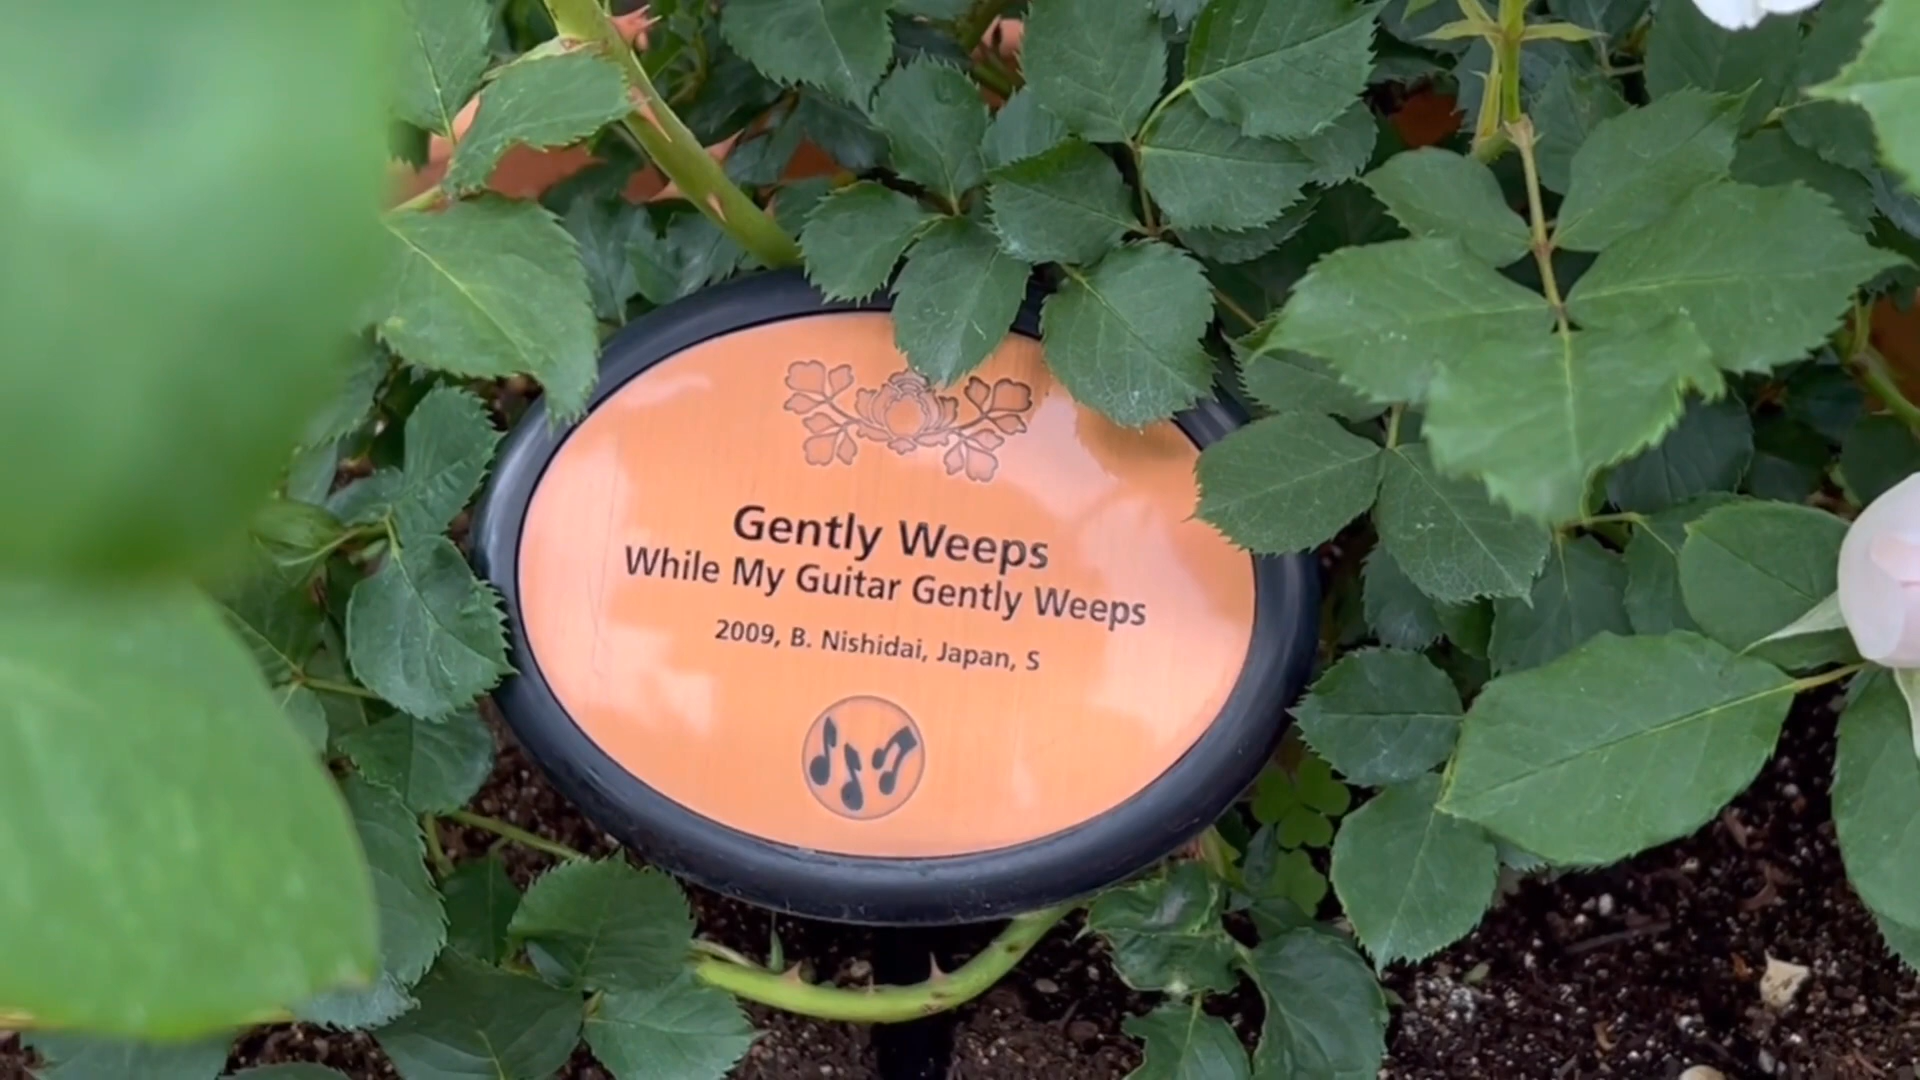 Gently Weeps
While My Guitar Gently Weeps
2009, B. Nishidai, Japan, S